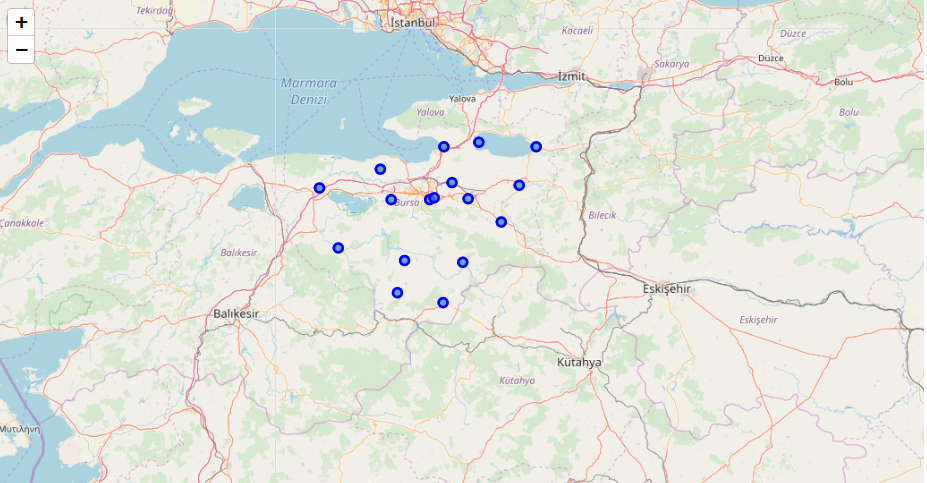 Tekirdağ
İstanbul
+
−
Kocaeli
Düzce
Düzce
Sakarya
İzmit
Bolu
Marmara
Denizi
Yalova
Yalova
Bolu
Bursa
Bilecik
Çanakkale
Balıkesir
Eskişehir
Balıkesir
Eskişehir
Kütahya
Kütahya
Μυτιλήνη